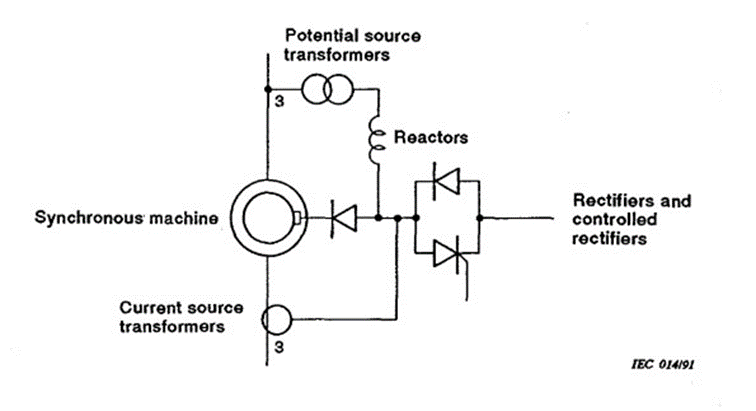 Potential source
transformers
3
Reactors
Synchronous machine
Rectifiers and
controlled
rectifiers
Current source
transformers
3
IEC 014/91